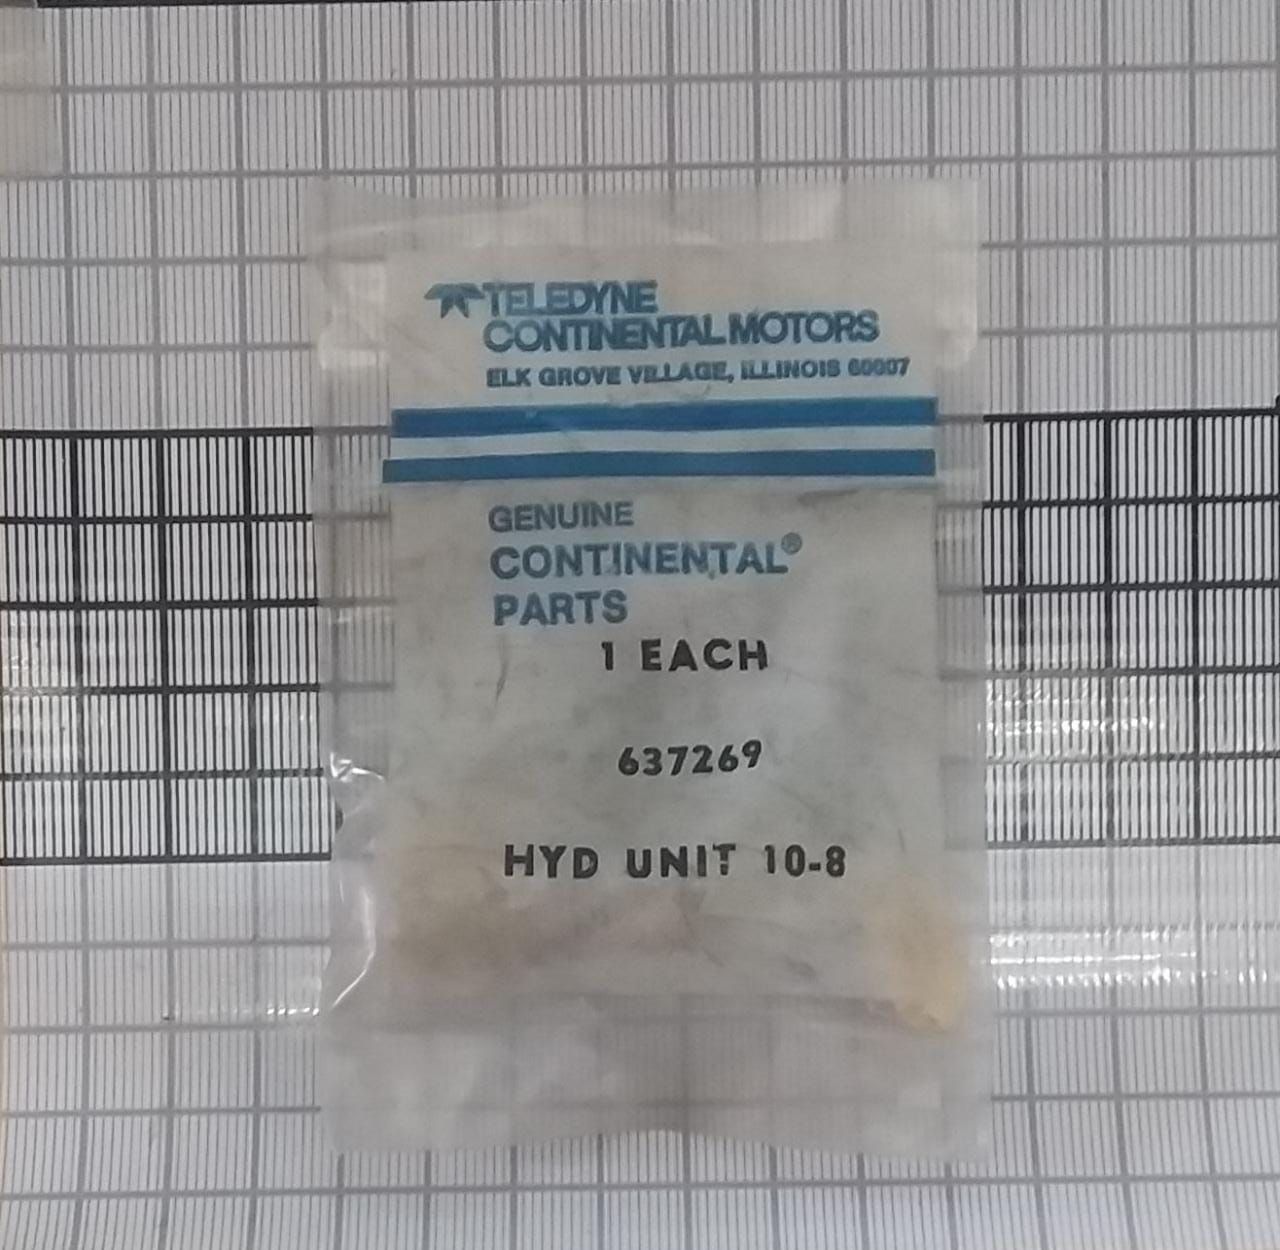 TELEDYNE
CONTINENTAL MOTORS
ELK GROVE VILLAGE, ILLINOIS 60007
GENUINE
CONTINENTAL®
PARTS
1 EACH
637269
HYD UNIT 10-8